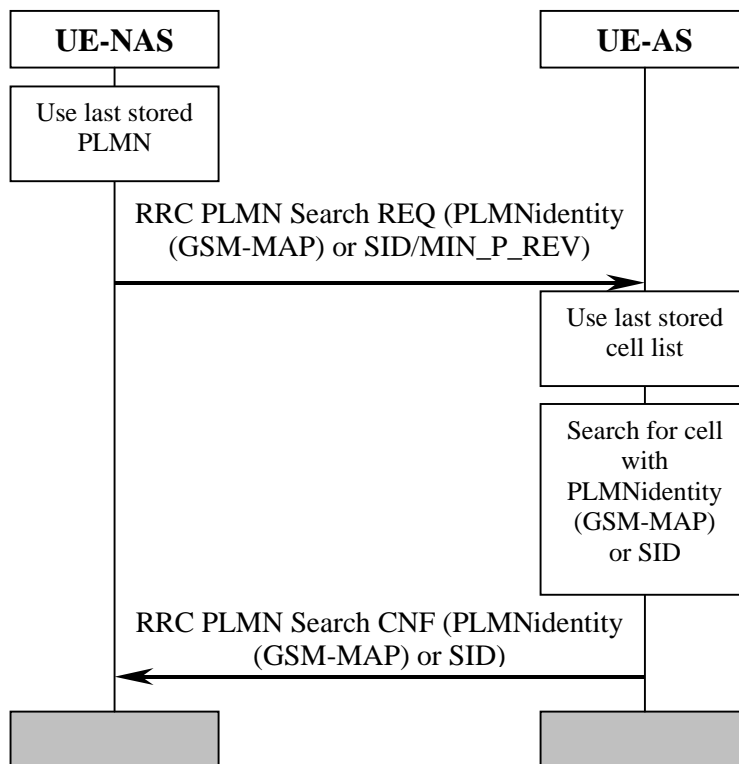 UE-NAS
UE-AS
Use last stored
PLMN
RRC PLMN Search REQ (PLMNidentity
(GSM-MAP) or SID/MIN_P_REV)
Use last stored
cell list
Search for cell
with
PLMNidentity
(GSM-MAP)
or SID
RRC PLMN Search CNF (PLMNidentity
(GSM-MAP) or SID)